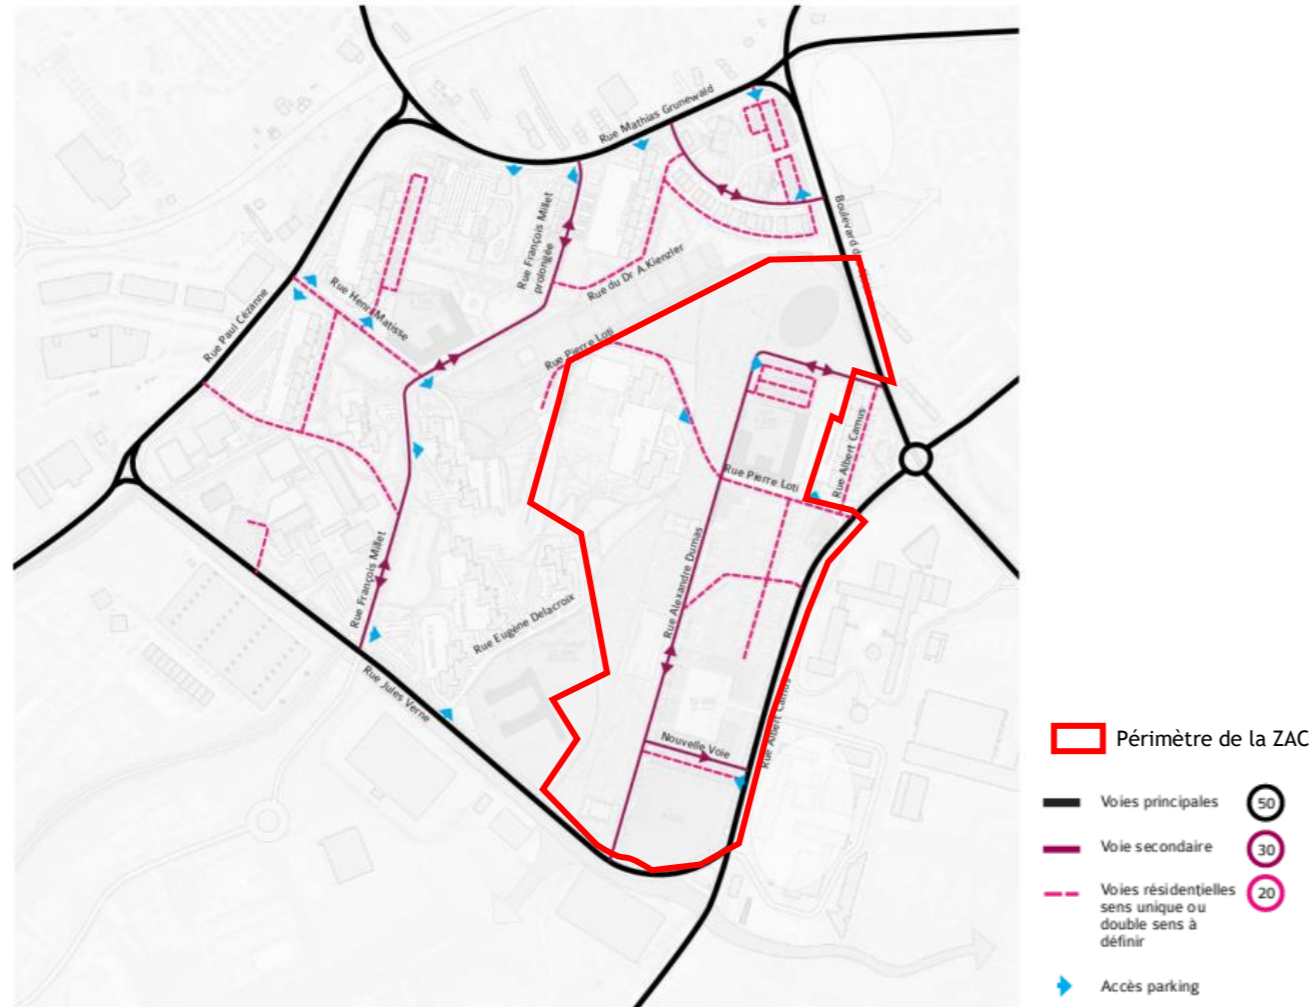 Rue Mathias Grunewald
Boulevard d
Rue François Millet
prolongée
Rue du Dr A.Kienzler
Rue Henri Matisse
Rue Paul Cézanne
Rue Pierre Loti
Rue Albert Camus
Rue Pierre Loti
Rue François Millet
Rue Alexandre Dumas
Rue Eugène Delacroix
Rue Jules Verne
Rue Albert Camus
Nouvelle Voie
Périmètre de la ZAC
Voies principales
50
Voie secondaire
30
Voies résidentielles
20
sens unique ou
double sens à
définir
Accès parking